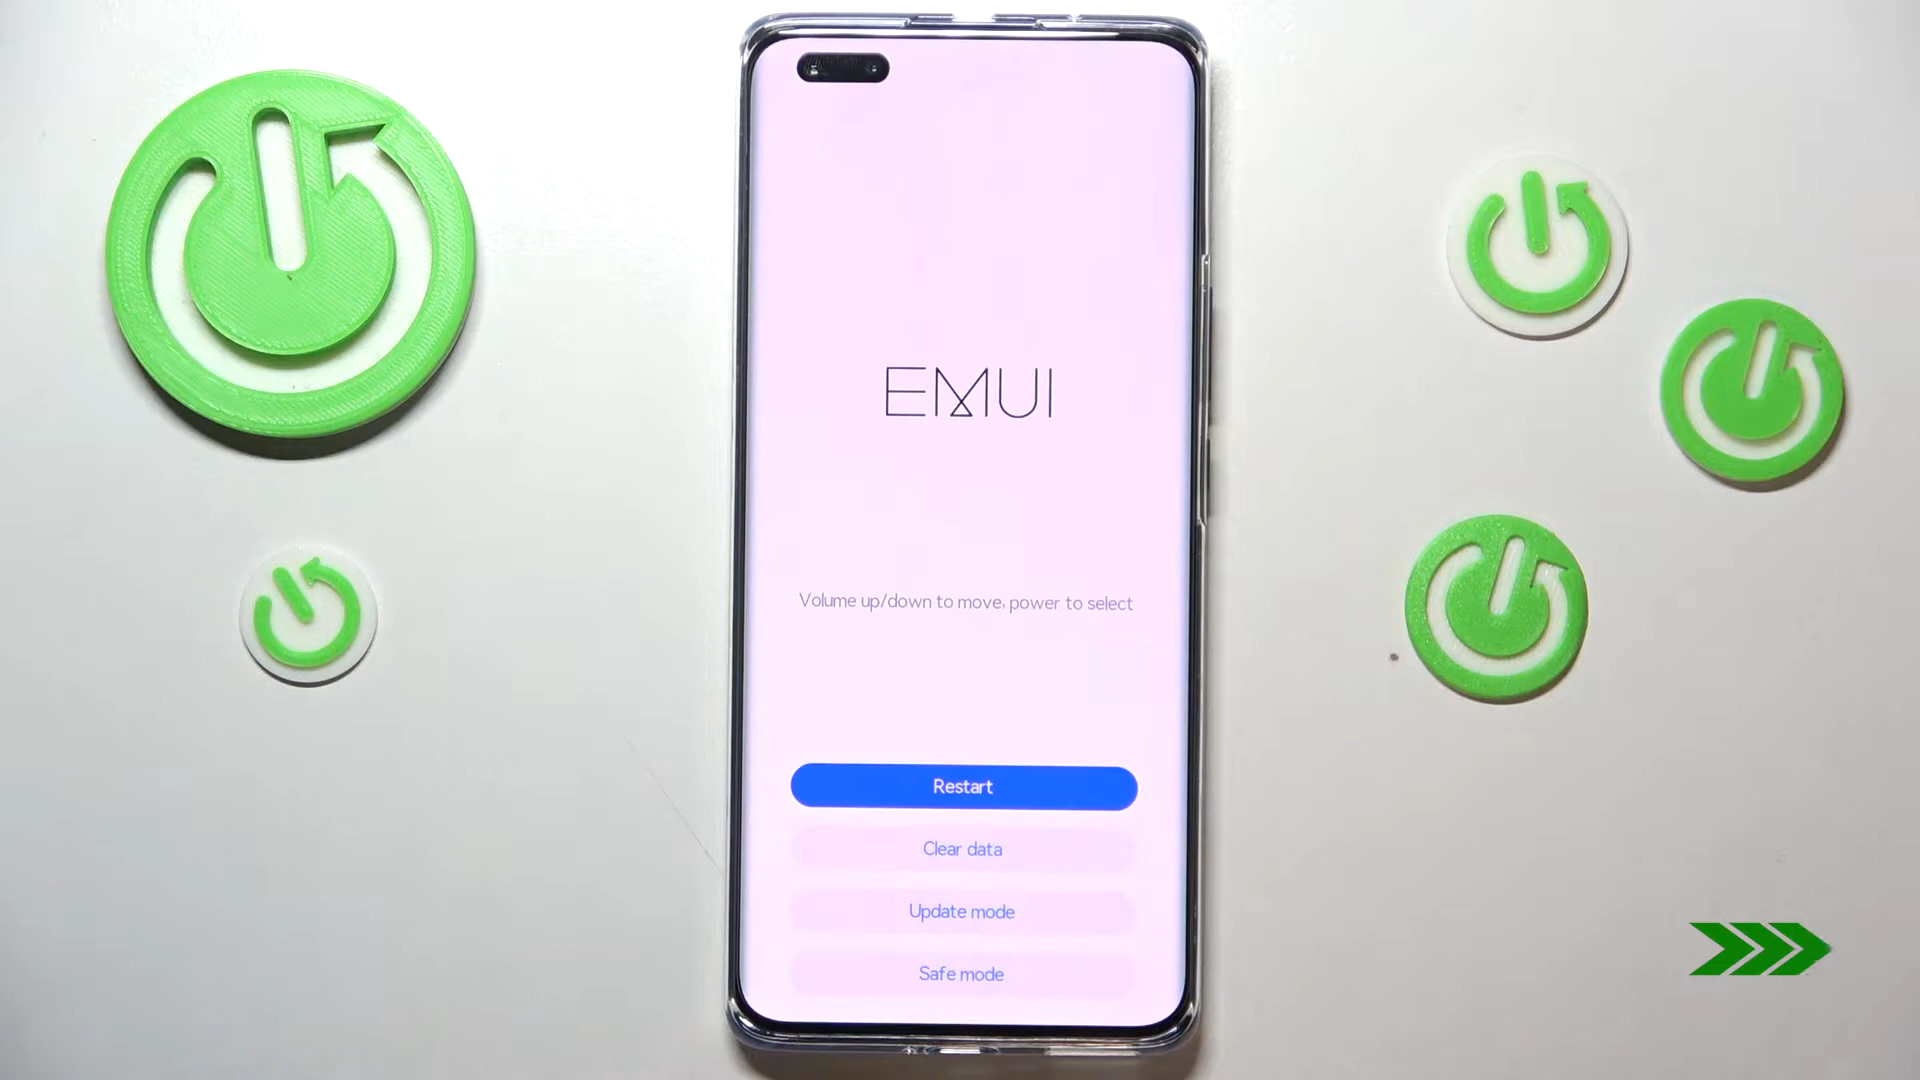 EMUI
Volume up/down to move, power to select
Restart
Clear data
Update mode
Safe mode